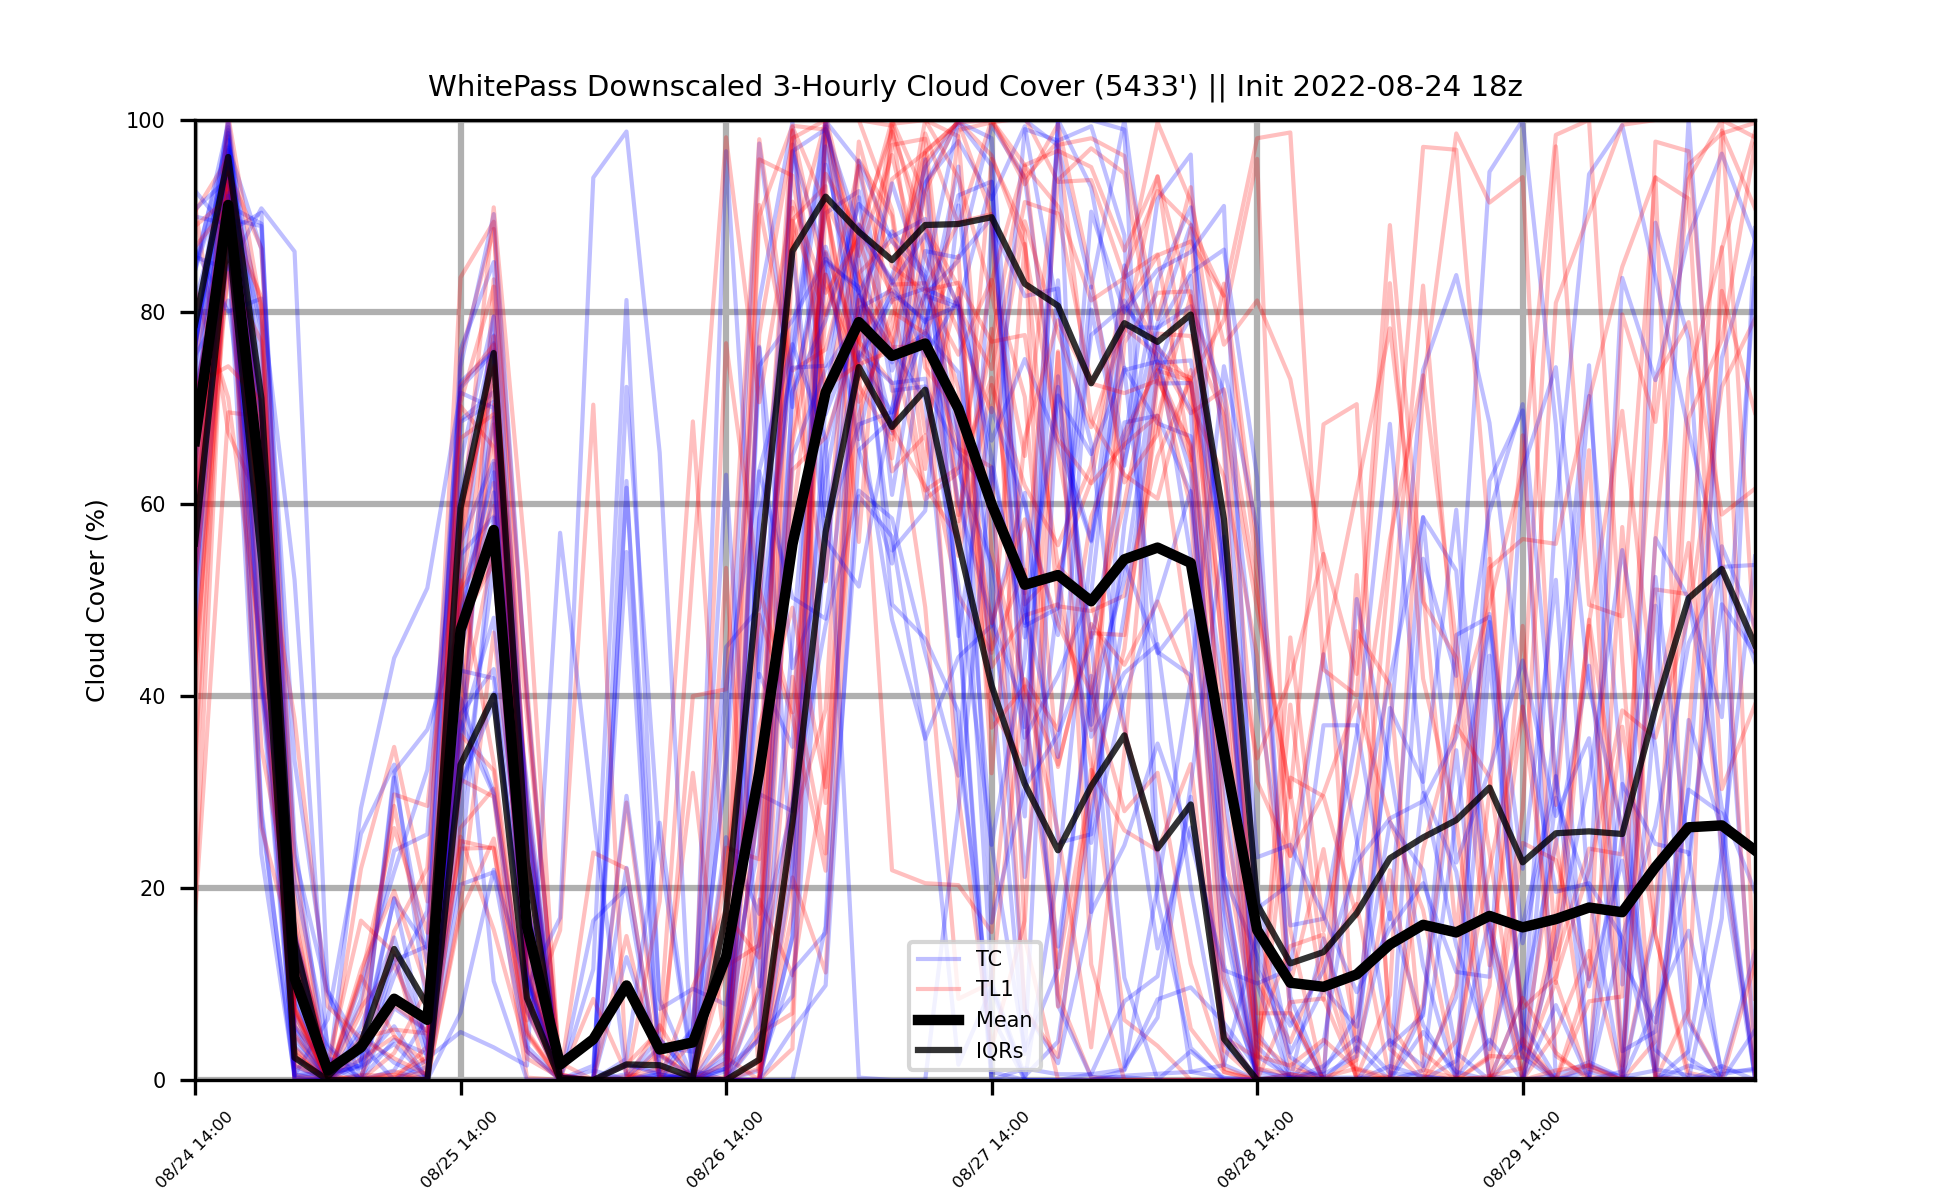 WhitePass Downscaled 3-Hourly Cloud Cover (5433') || Init 2022-08-24 18z
Cloud Cover (%)
100
80
60
40
20
0
TC
TL1
Mean
IQRs
08/24 14:00
08/25 14:00
08/26 14:00
08/27 14:00
08/28 14:00
08/29 14:00